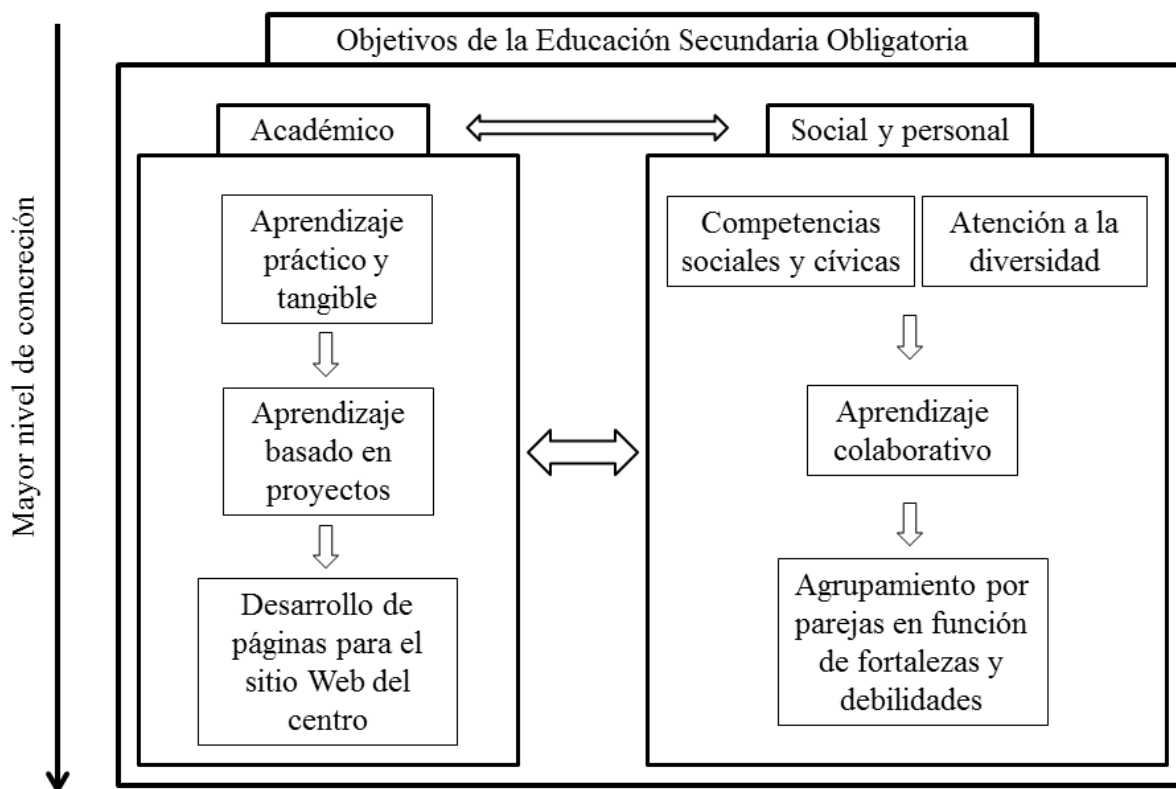 Objetivos de la Educación Secundaria Obligatoria
Mayor nivel de concreción
Académico
Aprendizaje
práctico y
tangible
Aprendizaje
basado en
proyectos
Desarrollo de
páginas para el
sitio Web del
centro
Social y personal
Competencias
sociales y cívicas
Atención a la
diversidad
Aprendizaje
colaborativo
Agrupamiento por
parejas en función
de fortalezas y
debilidades